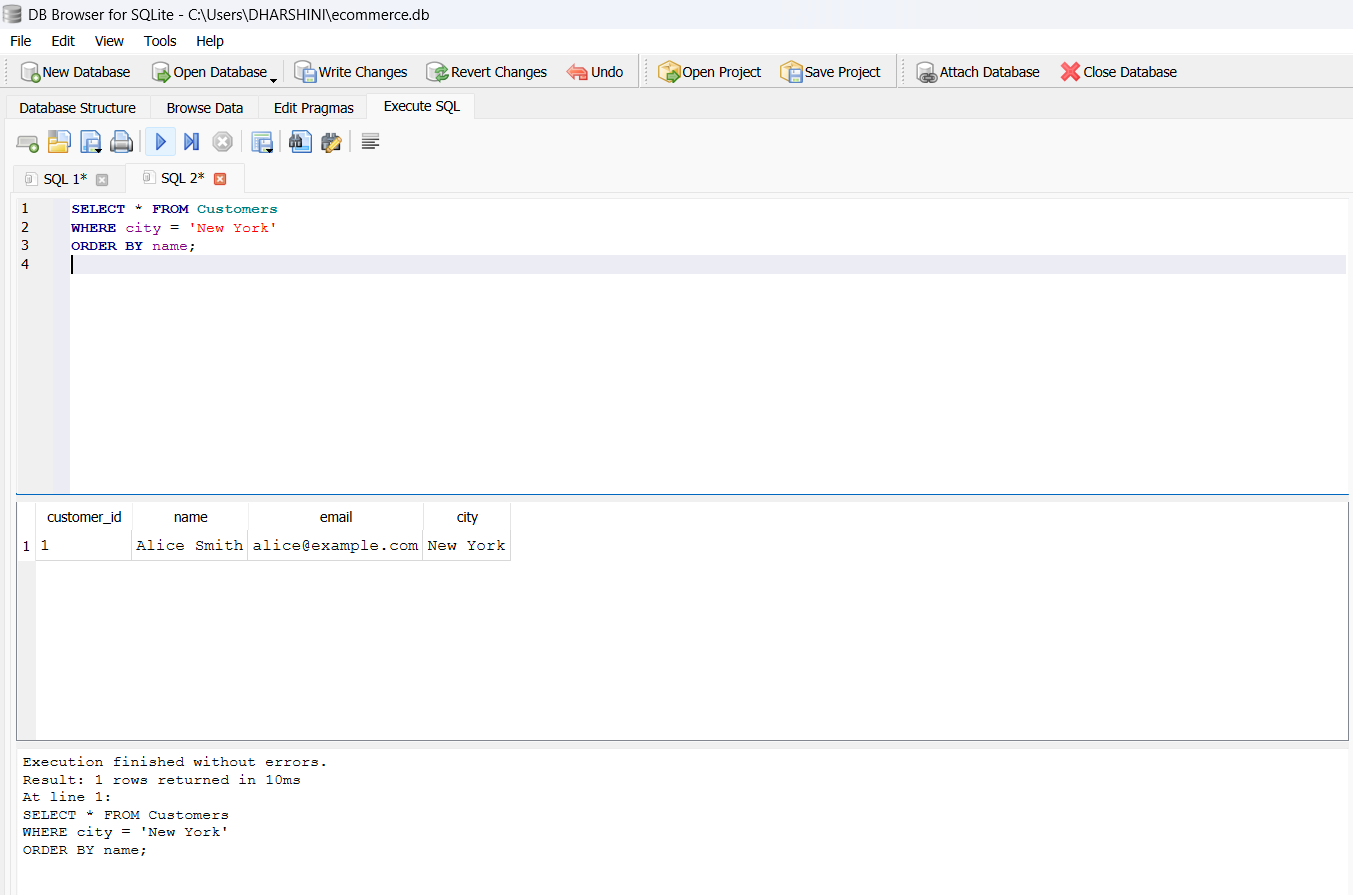 DB Browser for SQLite - C:\Users\DHARSHINI\ecommerce.db
File Edit View Tools Help
New Database Open Database Write Changes Revert Changes Undo Open Project Save Project Attach Database Close Database
Database Structure Browse Data Edit Pragmas Execute SQL
SQL 1* SQL 2*
1 SELECT * FROM Customers
2 WHERE city = 'New York'
3 ORDER BY name;
4
customer_id name email city
1 1 Alice Smith alice@example.com New York
Execution finished without errors.
Result: 1 rows returned in 10ms
At line 1:
SELECT * FROM Customers
WHERE city = 'New York'
ORDER BY name;